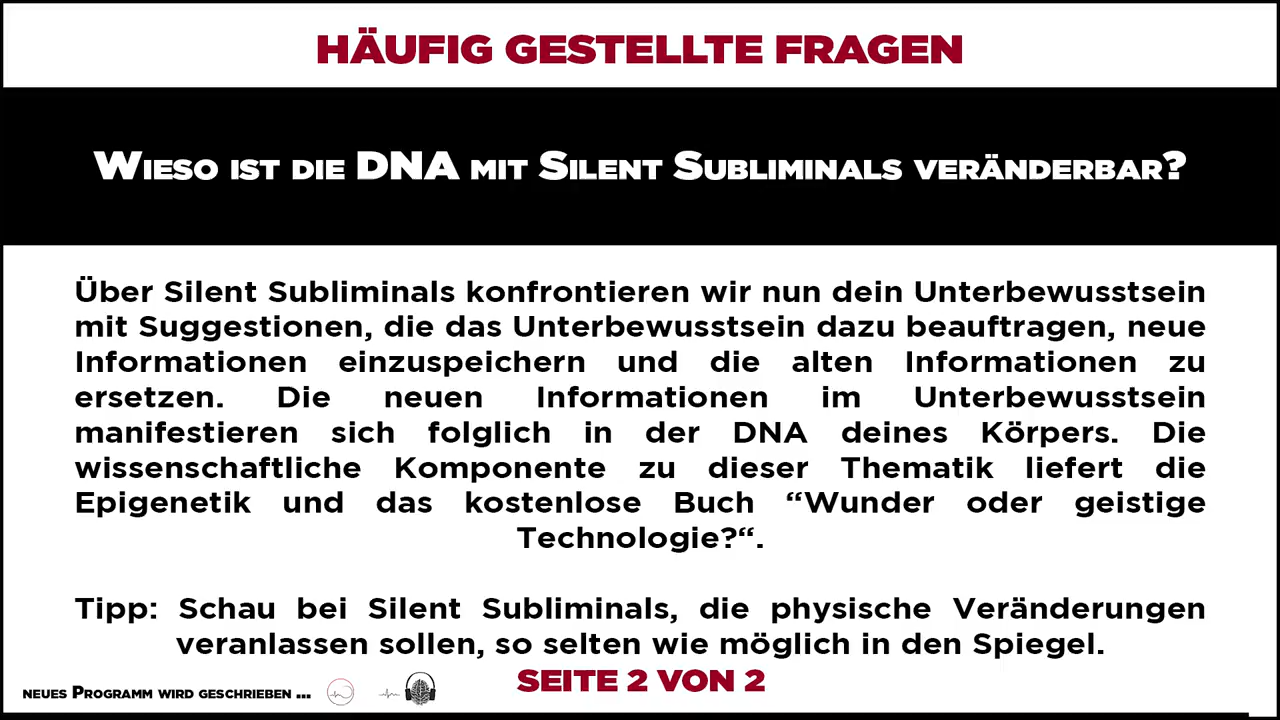 HÄUFIG GESTELLTE FRAGEN
Wieso ist die DNA mit Silent Subliminals veränderbar?
Über Silent Subliminals konfrontieren wir nun dein Unterbewusstsein
mit Suggestionen, die das Unterbewusstsein dazu beauftragen, neue
Informationen einzuspeichern und die alten Informationen zu
ersetzen. Die neuen Informationen im Unterbewusstsein
manifestieren sich folglich in der DNA deines Körpers. Die
wissenschaftliche Komponente zu dieser Thematik liefert die
Epigenetik und das kostenlose Buch “Wunder oder geistige
Technologie?“.
Tipp: Schau bei Silent Subliminals, die physische Veränderungen
veranlassen sollen, so selten wie möglich in den Spiegel.
SEITE 2 VON 2
neues Programm wird geschrieben ...